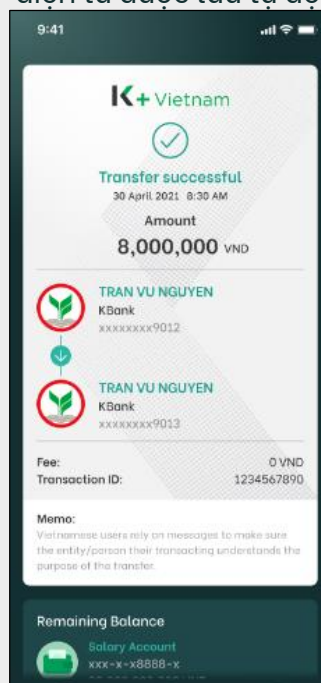 9:41
K+ Vietnam
Transfer successful
30 April 2021 8:30 AM
Amount
8,000,000 VND
TRAN VU NGUYEN
KBank
xxxxxxxx9012
TRAN VU NGUYEN
KBank
xxxxxxxx9013
Fee: 0 VND
Transaction ID: 1234567890
Memo:
Vietnamese users rely on messages to make sure
the entity/person their transacting understands the
purpose of the transfer.
Remaining Balance
Salary Account
xxx-x-x8888-x